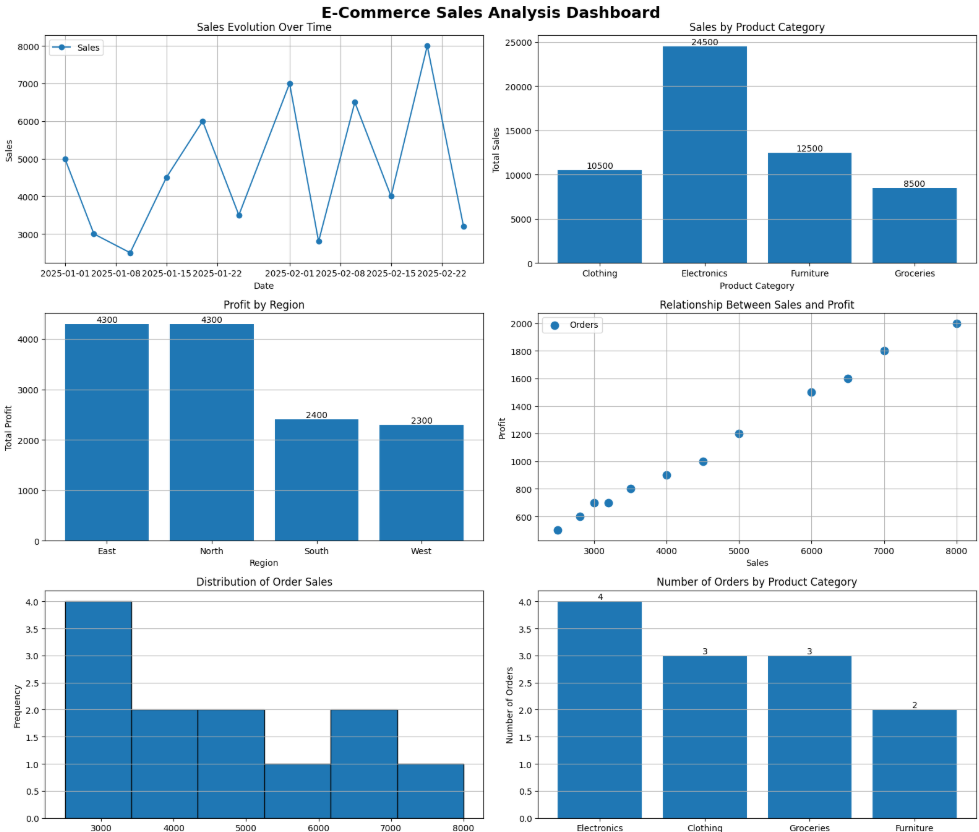 E-Commerce Sales Analysis Dashboard
Sales Evolution Over Time
Sales
8000
7000
6000
5000
4000
3000
Sales
2025-01-01 2025-01-08 2025-01-15 2025-01-22 2025-02-01 2025-02-08 2025-02-15 2025-02-22
Date
Sales by Product Category
25000
20000
15000
10000
5000
0
Total Sales
10500
24500
12500
8500
Clothing Electronics Furniture Groceries
Product Category
Profit by Region
4000
3000
2000
1000
0
Total Profit
4300
4300
2400
2300
East North South West
Region
Relationship Between Sales and Profit
Orders
2000
1800
1600
1400
1200
1000
800
600
Profit
3000 4000 5000 6000 7000 8000
Sales
Distribution of Order Sales
4.0
3.5
3.0
2.5
2.0
1.5
1.0
0.5
0.0
Frequency
3000 4000 5000 6000 7000 8000
Number of Orders by Product Category
4.0
3.5
3.0
2.5
2.0
1.5
1.0
0.5
0.0
Number of Orders
4
3
3
2
Electronics Clothing Groceries Furniture